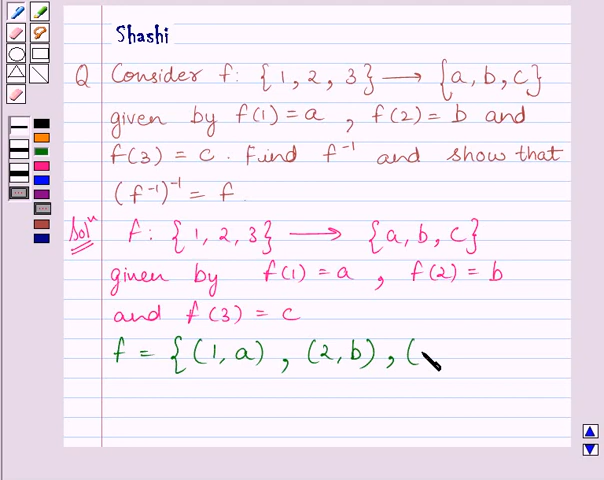 Shashi
Q Consider f: {1, 2, 3} ⟶ {a, b, c}
given by f(1) = a , f(2) = b and
f(3) = c . Find f⁻¹ and show that
(f⁻¹)⁻¹ = f.
Solⁿ f: {1, 2, 3} ⟶ {a, b, c}
given by f(1) = a , f(2) = b
and f(3) = c
f = {(1, a) , (2, b) , (